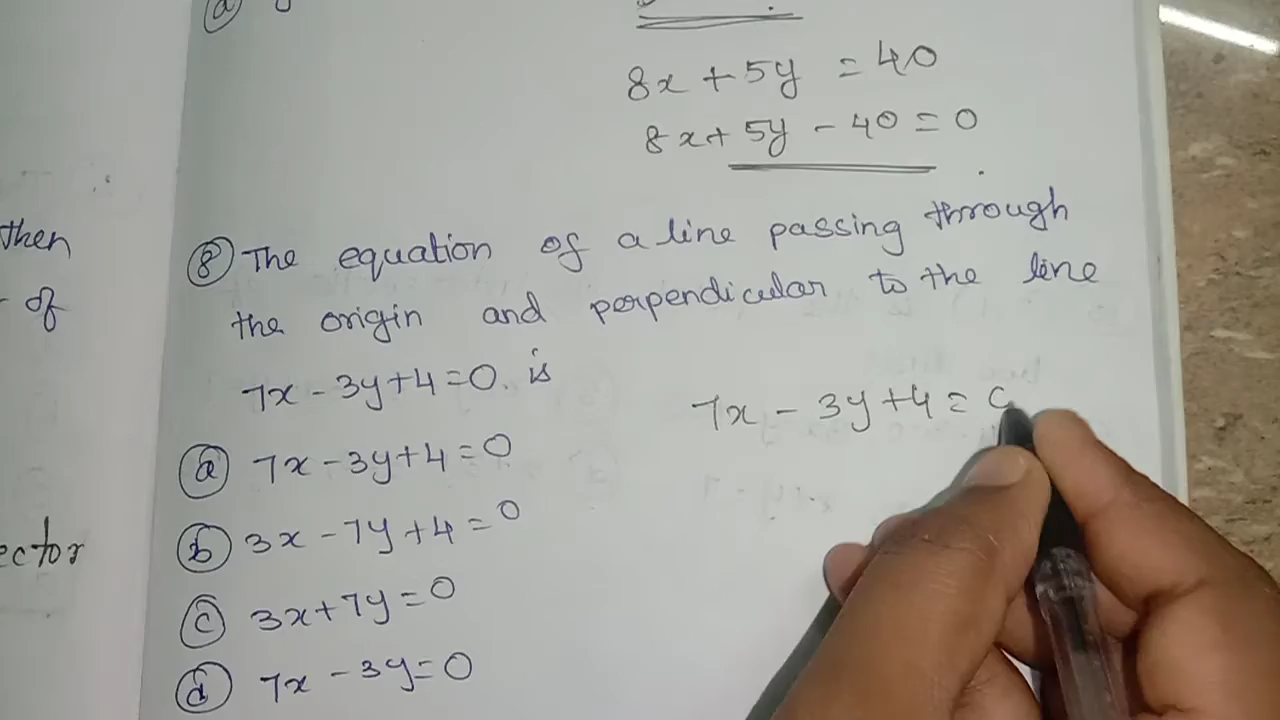 (a)
8x + 5y = 40
8x + 5y - 40 = 0
then
of
ector
(8) The equation of a line passing through
the origin and perpendicular to the line
7x - 3y + 4 = 0. is
7x - 3y + 4 =
(a) 7x - 3y + 4 = 0
(b) 3x - 7y + 4 = 0
(c) 3x + 7y = 0
(d) 7x - 3y = 0